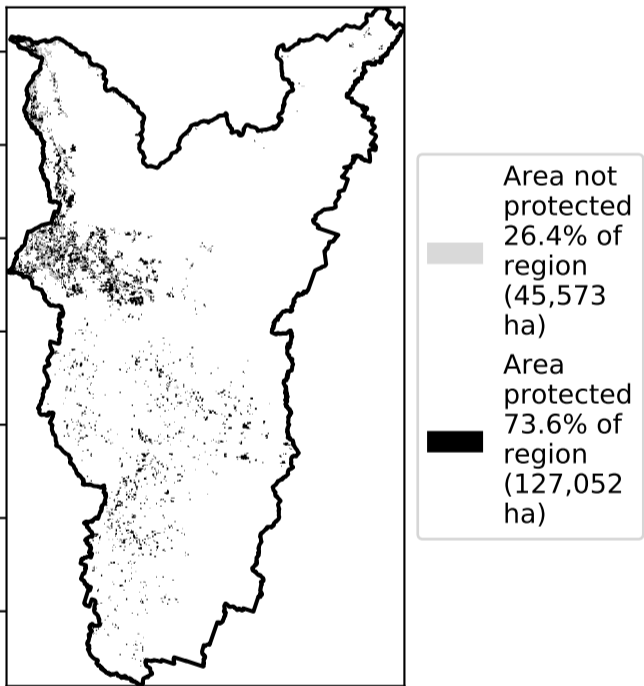 Area not
protected
26.4% of
region
(45,573
ha)
Area
protected
73.6% of
region
(127,052
ha)